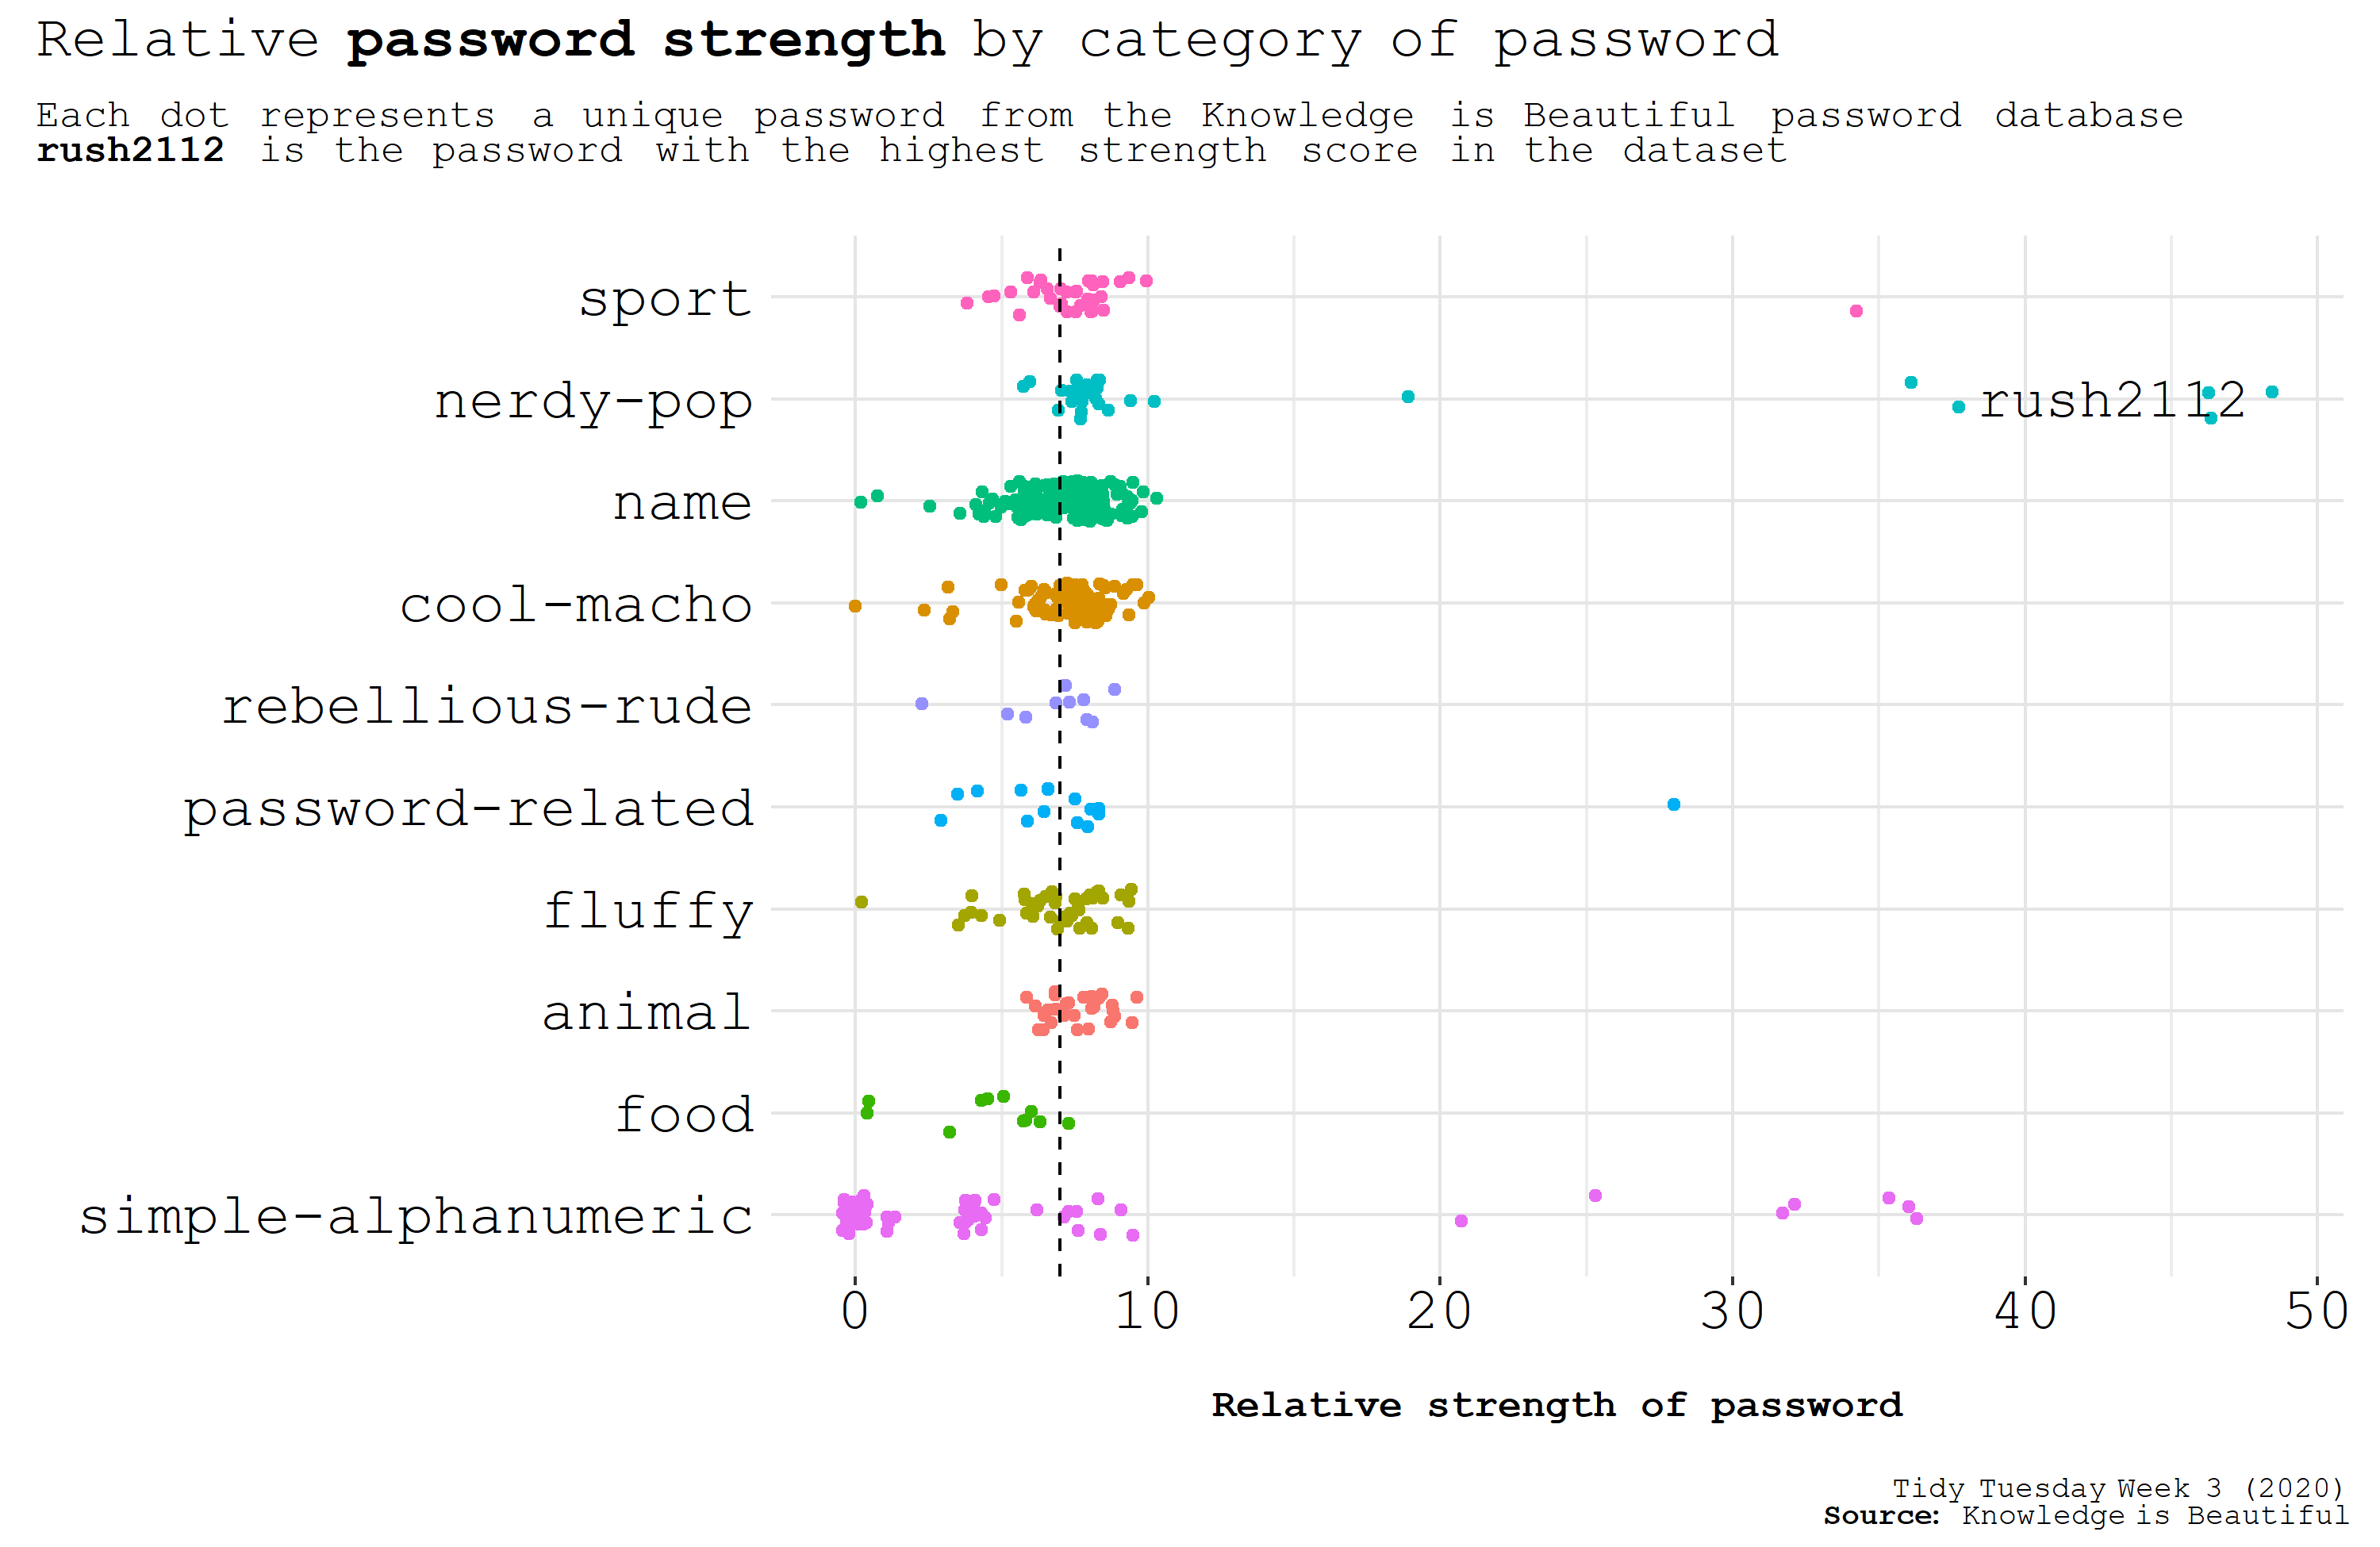 Relative password strength by category of password
Each dot represents a unique password from the Knowledge is Beautiful password database
rush2112 is the password with the highest strength score in the dataset
sport
nerdy-pop
rush2112
name
cool-macho
rebellious-rude
password-related
fluffy
animal
food
simple-alphanumeric
0 10 20 30 40 50
Relative strength of password
Tidy Tuesday Week 3 (2020)
Source: Knowledge is Beautiful